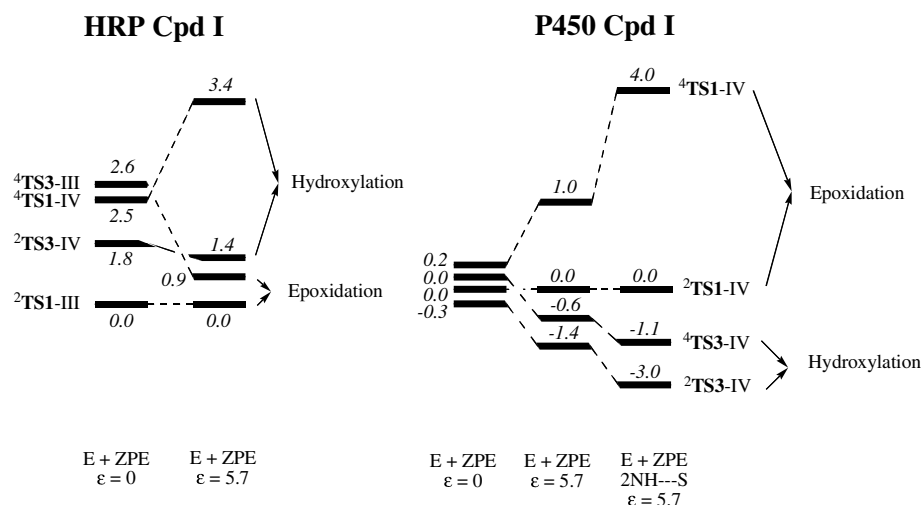 HRP Cpd I
P450 Cpd I
3.4
2.6
⁴TS3-III
⁴TS1-IV
2.5
²TS3-IV
1.8
1.4
0.9
²TS1-III
0.0
0.0
Hydroxylation
Epoxidation
4.0
⁴TS1-IV
1.0
Epoxidation
0.2
0.0
0.0
-0.3
0.0
0.0
²TS1-IV
-0.6
-1.1
⁴TS3-IV
-1.4
-3.0
²TS3-IV
Hydroxylation
E + ZPE
ε = 0
E + ZPE
ε = 5.7
E + ZPE
ε = 0
E + ZPE
ε = 5.7
E + ZPE
2NH---S
ε = 5.7